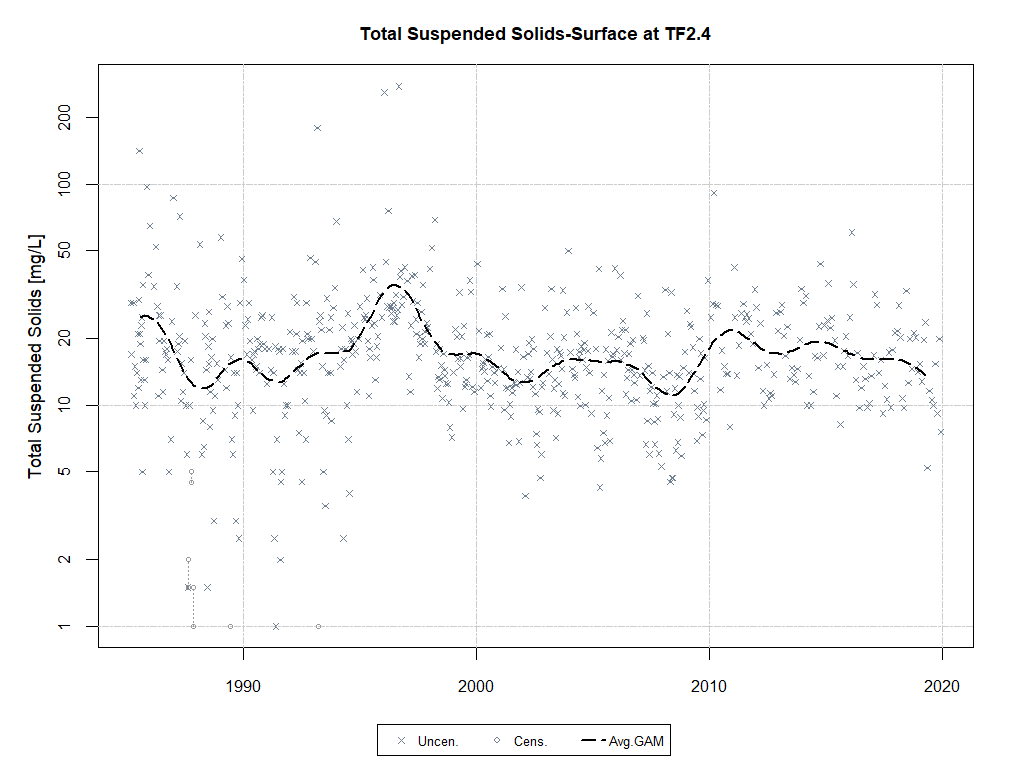 Total Suspended Solids-Surface at TF2.4
Total Suspended Solids [mg/L]
200
100
50
20
10
5
2
1
1990 2000 2010 2020
Uncen. Cens. Avg.GAM